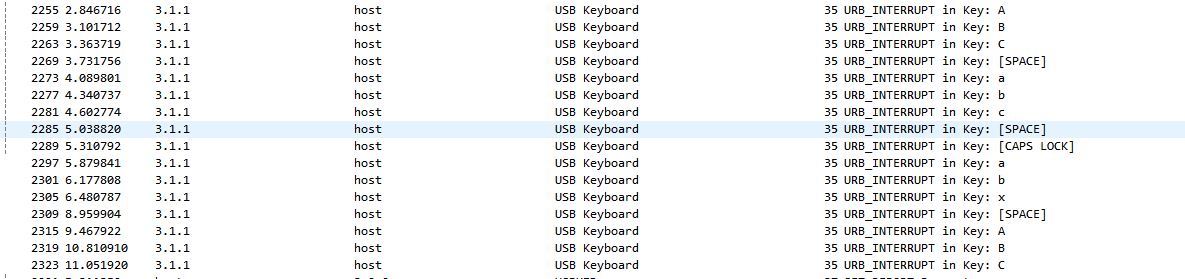 2255 2.846716 3.1.1 host USB Keyboard 35 URB_INTERRUPT in Key: A
2259 3.101712 3.1.1 host USB Keyboard 35 URB_INTERRUPT in Key: B
2263 3.363719 3.1.1 host USB Keyboard 35 URB_INTERRUPT in Key: C
2269 3.731756 3.1.1 host USB Keyboard 35 URB_INTERRUPT in Key: [SPACE]
2273 4.089801 3.1.1 host USB Keyboard 35 URB_INTERRUPT in Key: a
2277 4.340737 3.1.1 host USB Keyboard 35 URB_INTERRUPT in Key: b
2281 4.602774 3.1.1 host USB Keyboard 35 URB_INTERRUPT in Key: c
2285 5.038820 3.1.1 host USB Keyboard 35 URB_INTERRUPT in Key: [SPACE]
2289 5.310792 3.1.1 host USB Keyboard 35 URB_INTERRUPT in Key: [CAPS LOCK]
2297 5.879841 3.1.1 host USB Keyboard 35 URB_INTERRUPT in Key: a
2301 6.177808 3.1.1 host USB Keyboard 35 URB_INTERRUPT in Key: b
2305 6.480787 3.1.1 host USB Keyboard 35 URB_INTERRUPT in Key: x
2309 8.959904 3.1.1 host USB Keyboard 35 URB_INTERRUPT in Key: [SPACE]
2315 9.467922 3.1.1 host USB Keyboard 35 URB_INTERRUPT in Key: A
2319 10.810910 3.1.1 host USB Keyboard 35 URB_INTERRUPT in Key: B
2323 11.051920 3.1.1 host USB Keyboard 35 URB_INTERRUPT in Key: C